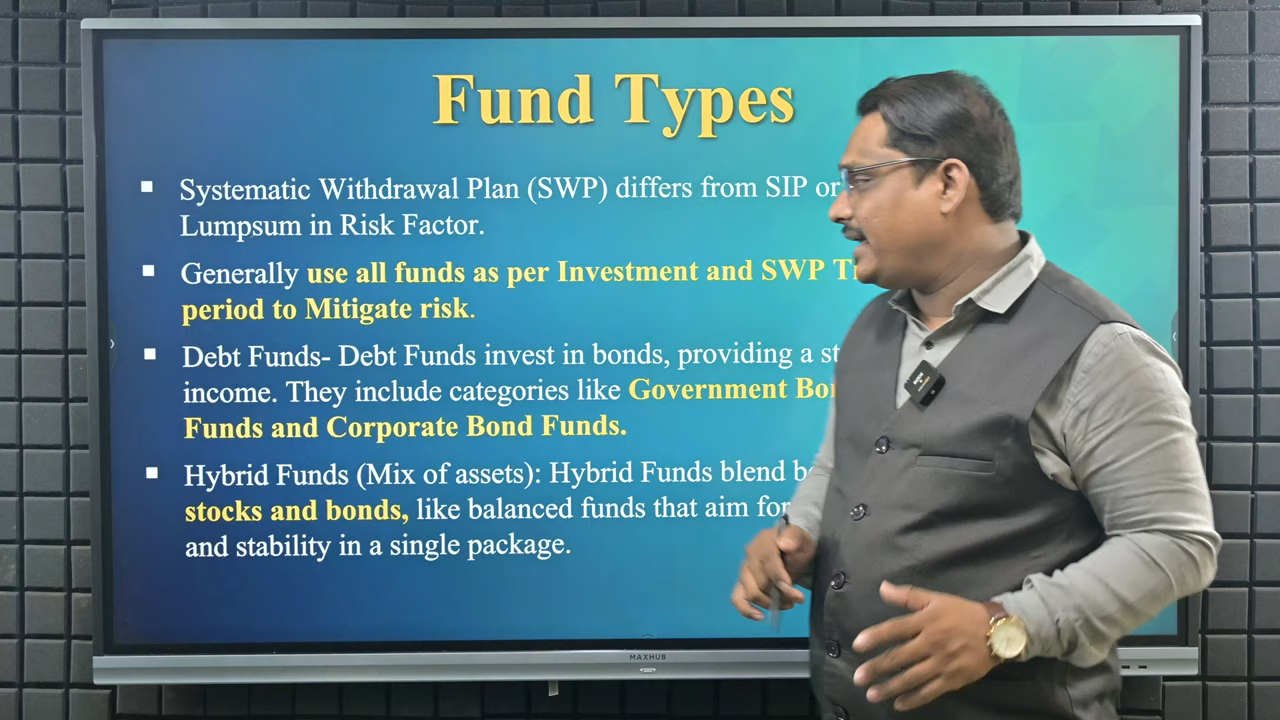 Fund Types
▪ Systematic Withdrawal Plan (SWP) differs from SIP or
Lumpsum in Risk Factor.
▪ Generally use all funds as per Investment and SWP
period to Mitigate risk.
▪ Debt Funds- Debt Funds invest in bonds, providing a
income. They include categories like Government
Funds and Corporate Bond Funds.
▪ Hybrid Funds (Mix of assets): Hybrid Funds blend
stocks and bonds, like balanced funds that aim for
and stability in a single package.
MAXHUB